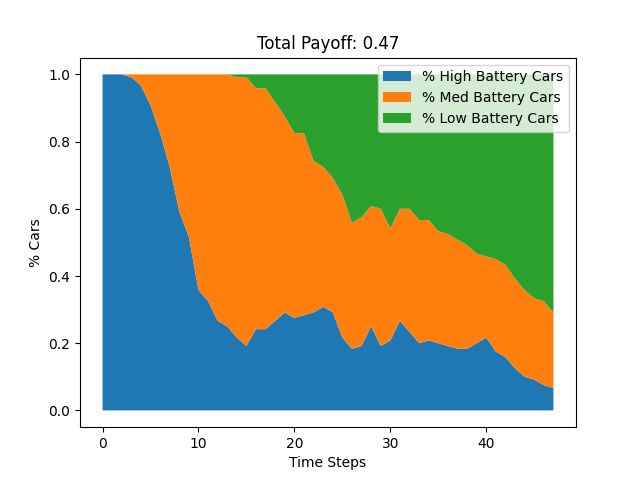 Total Payoff: 0.47
% High Battery Cars
% Med Battery Cars
% Low Battery Cars
1.0
0.8
0.6
0.4
0.2
0.0
% Cars
0 10 20 30 40
Time Steps